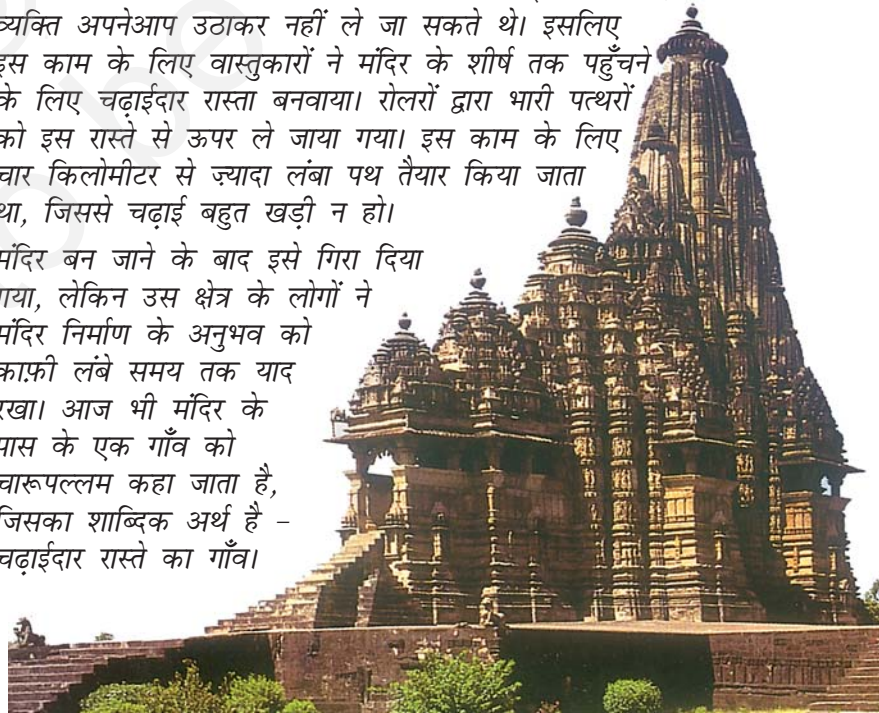 व्यक्ति अपनेआप उठाकर नहीं ले जा सकते थे। इसलिए
इस काम के लिए वास्तुकारों ने मंदिर के शीर्ष तक पहुँचने
के लिए चढ़ाईदार रास्ता बनवाया। रोलरों द्वारा भारी पत्थरों
को इस रास्ते से ऊपर ले जाया गया। इस काम के लिए
चार किलोमीटर से ज़्यादा लंबा पथ तैयार किया जाता
था, जिससे चढ़ाई बहुत खड़ी न हो।
मंदिर बन जाने के बाद इसे गिरा दिया
गया, लेकिन उस क्षेत्र के लोगों ने
मंदिर निर्माण के अनुभव को
काफ़ी लंबे समय तक याद
रखा। आज भी मंदिर के
पास के एक गाँव को
चारूपल्लम कहा जाता है,
जिसका शाब्दिक अर्थ है –
चढ़ाईदार रास्ते का गाँव।